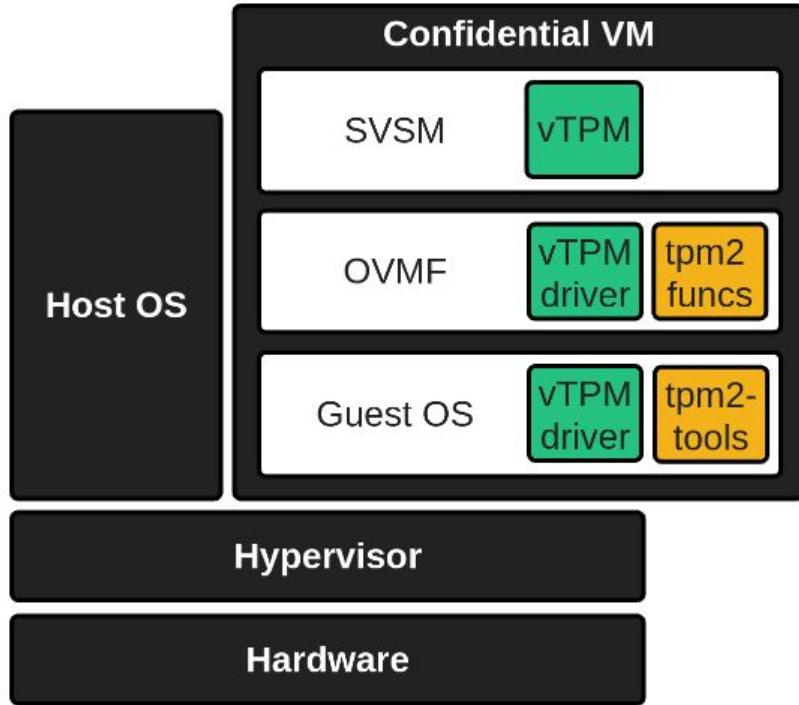 Confidential VM
SVSM
vTPM
OVMF
vTPM
driver
tpm2
funcs
Host OS
Guest OS
vTPM
driver
tpm2-
tools
Hypervisor
Hardware